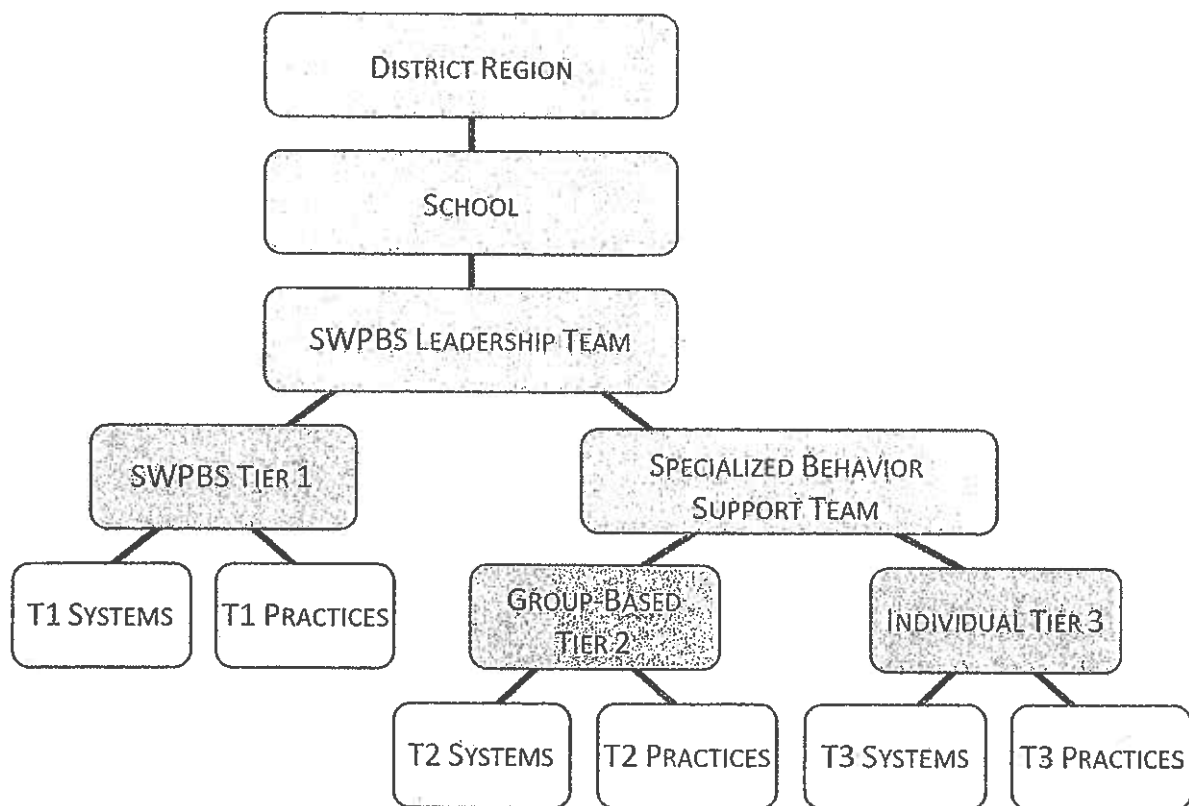 DISTRICT REGION
SCHOOL
SWPBS LEADERSHIP TEAM
SWPBS TIER 1
SPECIALIZED BEHAVIOR
SUPPORT TEAM
T1 SYSTEMS
T1 PRACTICES
GROUP-BASED
TIER 2
INDIVIDUAL TIER 3
T2 SYSTEMS
T2 PRACTICES
T3 SYSTEMS
T3 PRACTICES